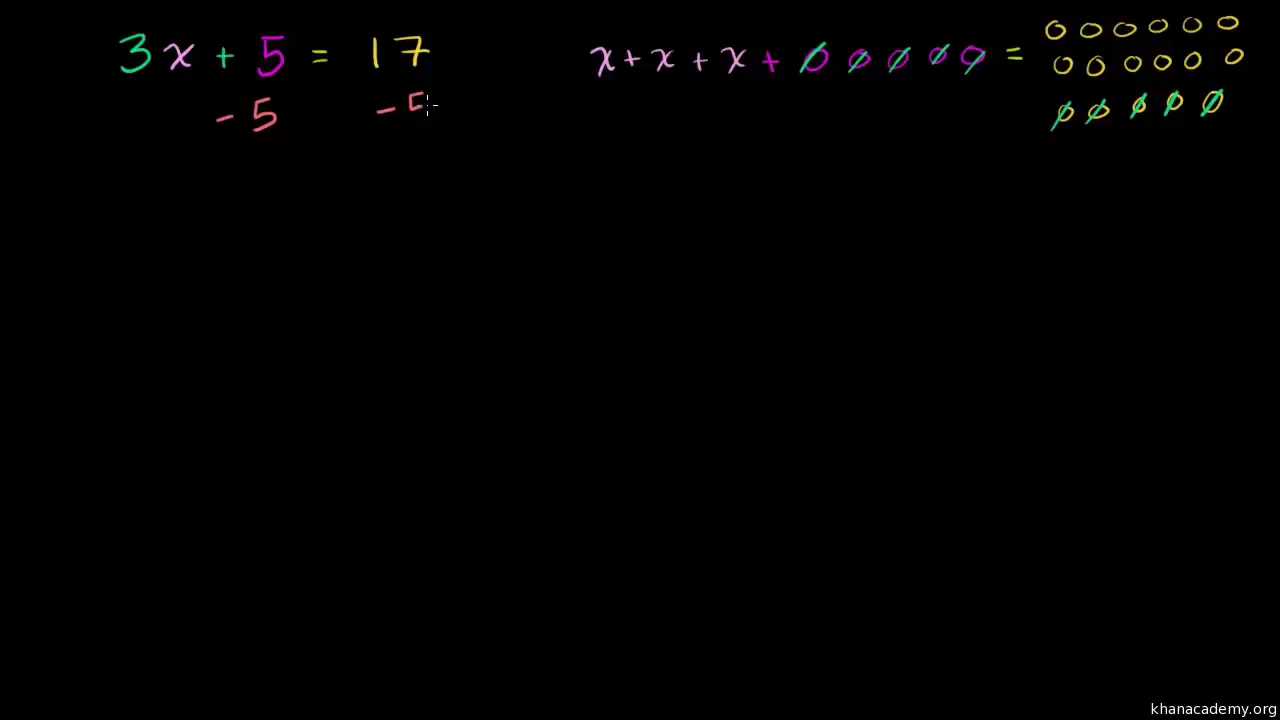 3x + 5 = 17
- 5 - 5
x + x + x + 0 0 0 0 0 = 0 0 0 0 0 0
0 0 0 0 0 0
0 0 0 0 0
khanacademy.org